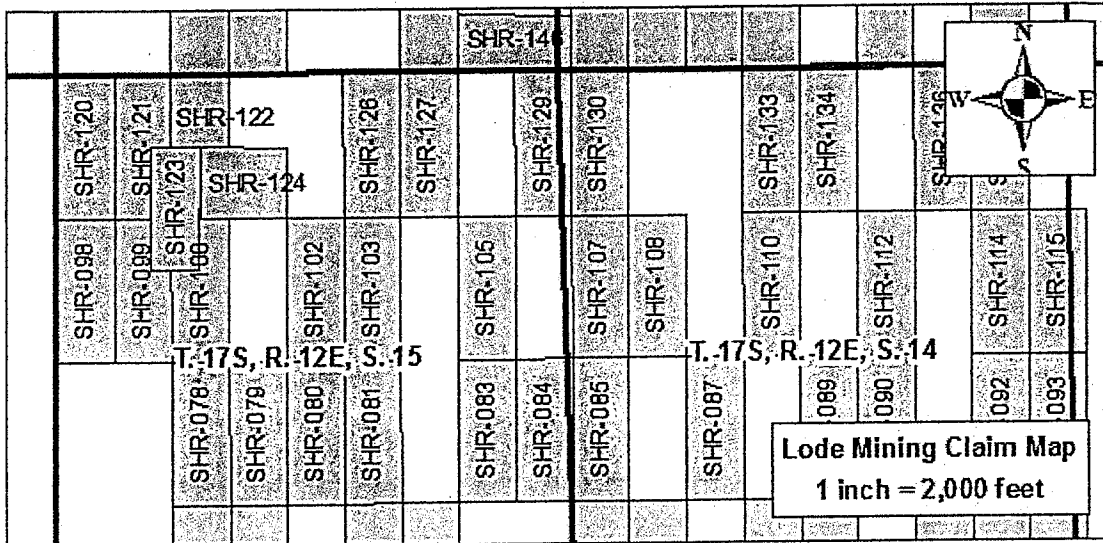 SHR-146
N
W
E
S
SHR-120
SHR-121
SHR-122
SHR-126
SHR-127
SHR-129
SHR-130
SHR-133
SHR-134
SHR-136
SHR-123
SHR-124
SHR-098
SHR-099
SHR-100
SHR-102
SHR-103
SHR-105
SHR-107
SHR-108
SHR-110
SHR-112
SHR-114
SHR-115
T. 17S, R. 12E, S. 15
T. 17S, R. 12E, S. 14
SHR-078
SHR-079
SHR-080
SHR-081
SHR-083
SHR-084
SHR-085
SHR-087
089
090
092
093
Lode Mining Claim Map
1 inch = 2,000 feet